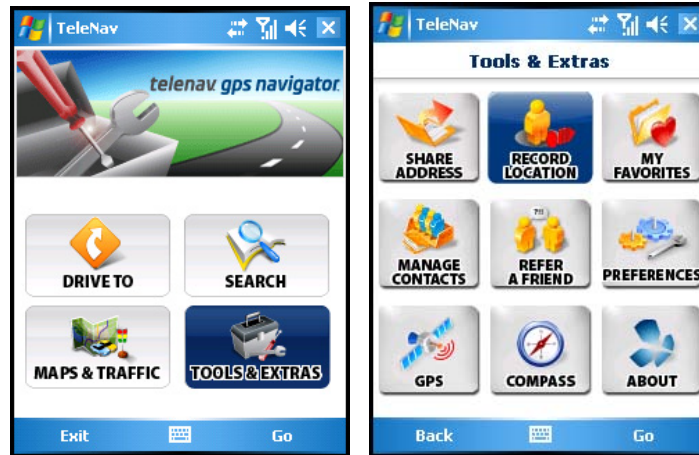 TeleNav
telenav gps navigator
DRIVE TO
SEARCH
MAPS & TRAFFIC
TOOLS & EXTRAS
Exit
Go
TeleNav
Tools & Extras
SHARE
ADDRESS
RECORD
LOCATION
MY
FAVORITES
MANAGE
CONTACTS
?!!
REFER
A FRIEND
PREFERENCES
GPS
COMPASS
ABOUT
Back
Go